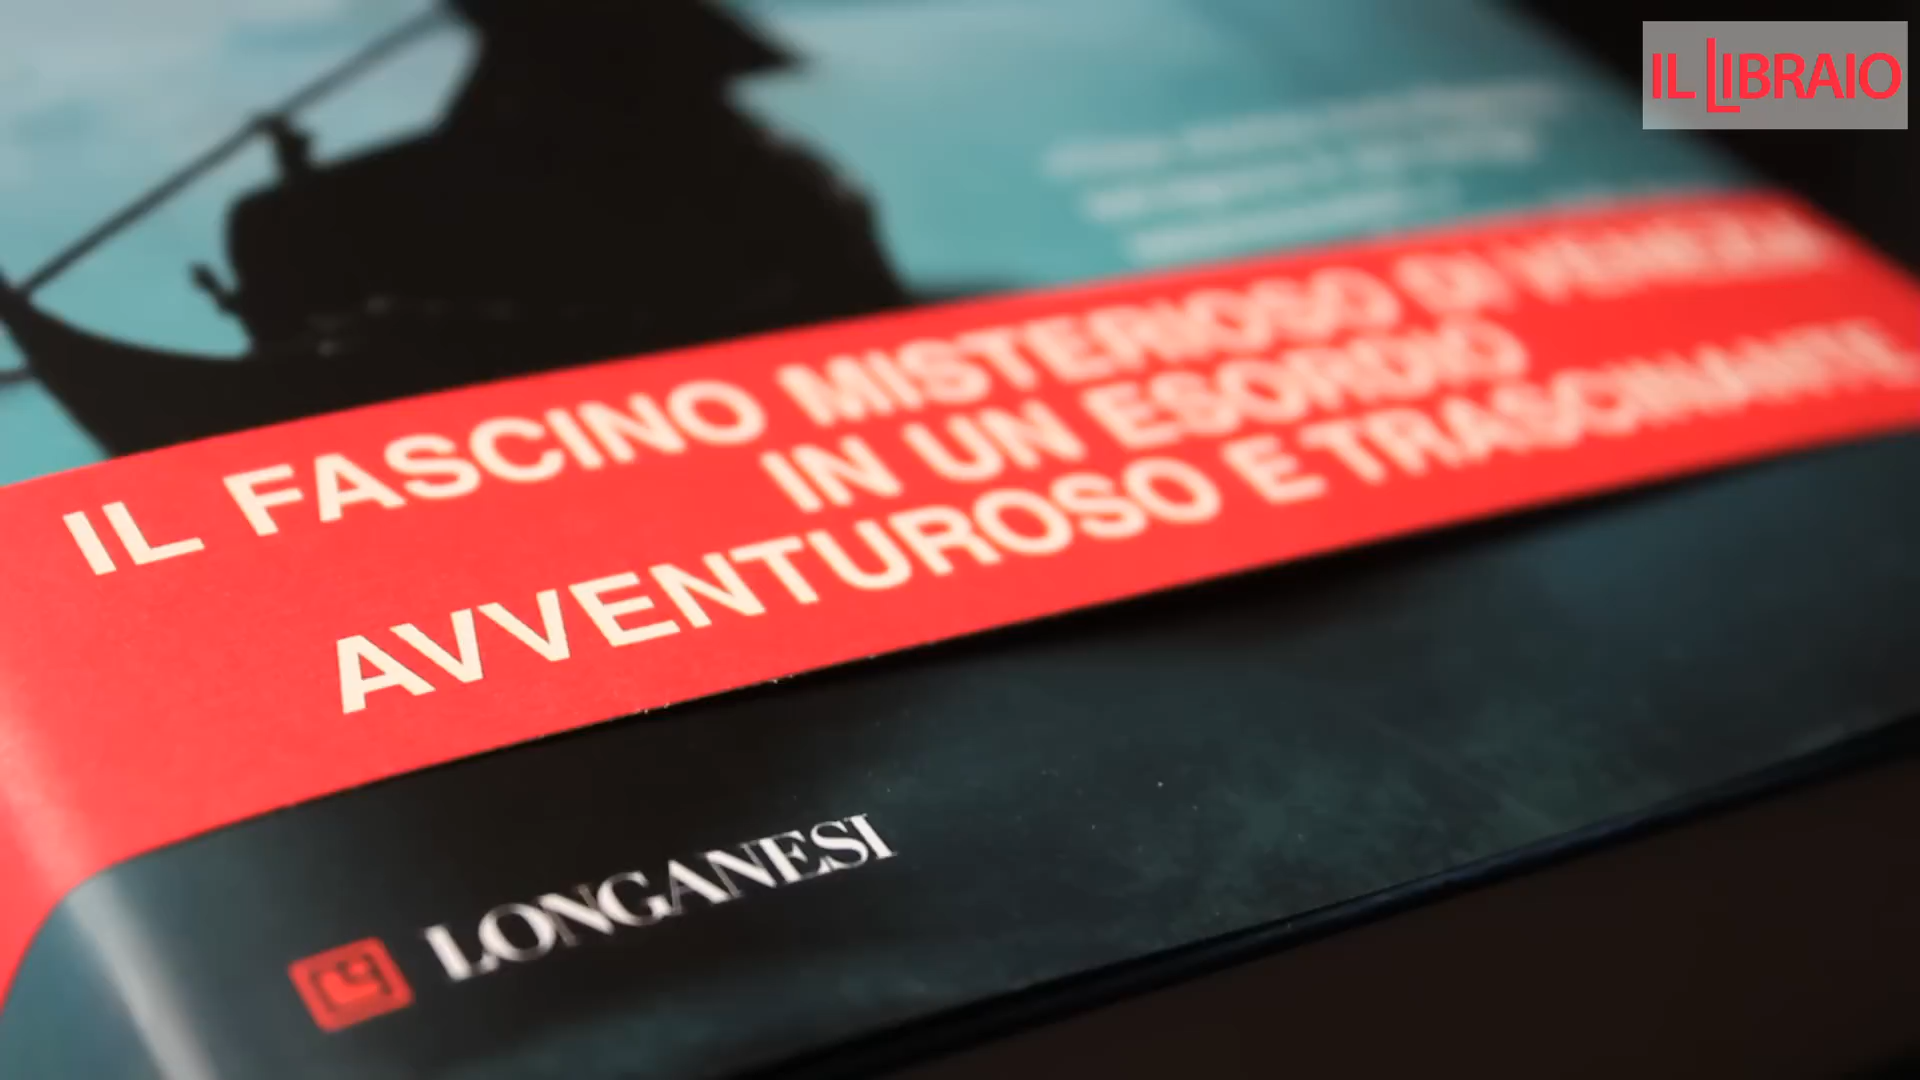 IL LIBRAIO
IL FASCINO MISTERIOSO DI VENEZIA
IN UN ESORDIO
AVVENTUROSO E TRASCINANTE
LONGANESI